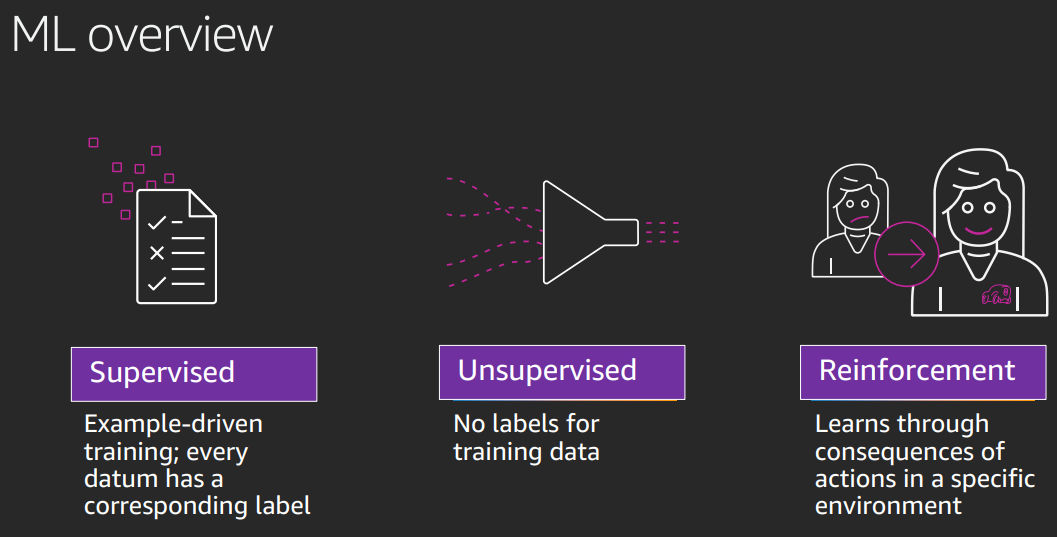 ML overview
Supervised
Example-driven
training; every
datum has a
corresponding label
Unsupervised
No labels for
training data
Reinforcement
Learns through
consequences of
actions in a specific
environment